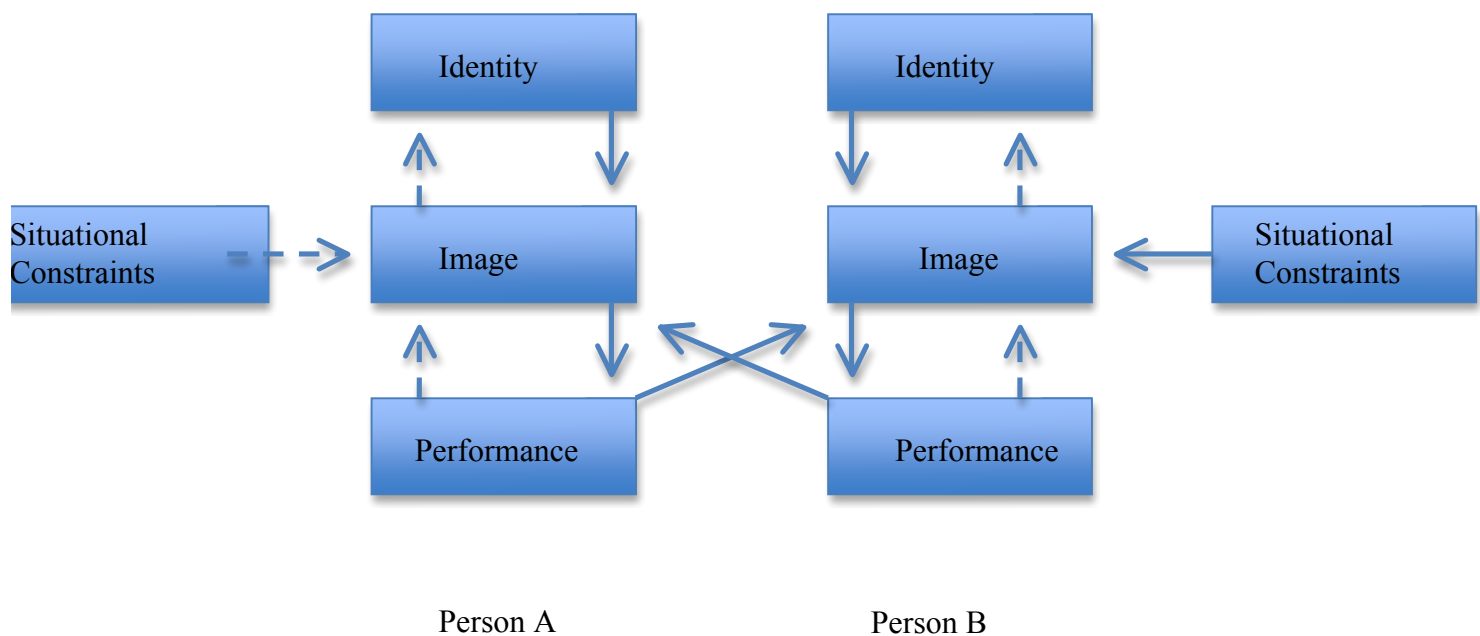 Identity
Identity
Situational
Constraints
Image
Image
Situational
Constraints
Performance
Performance
Person A
Person B